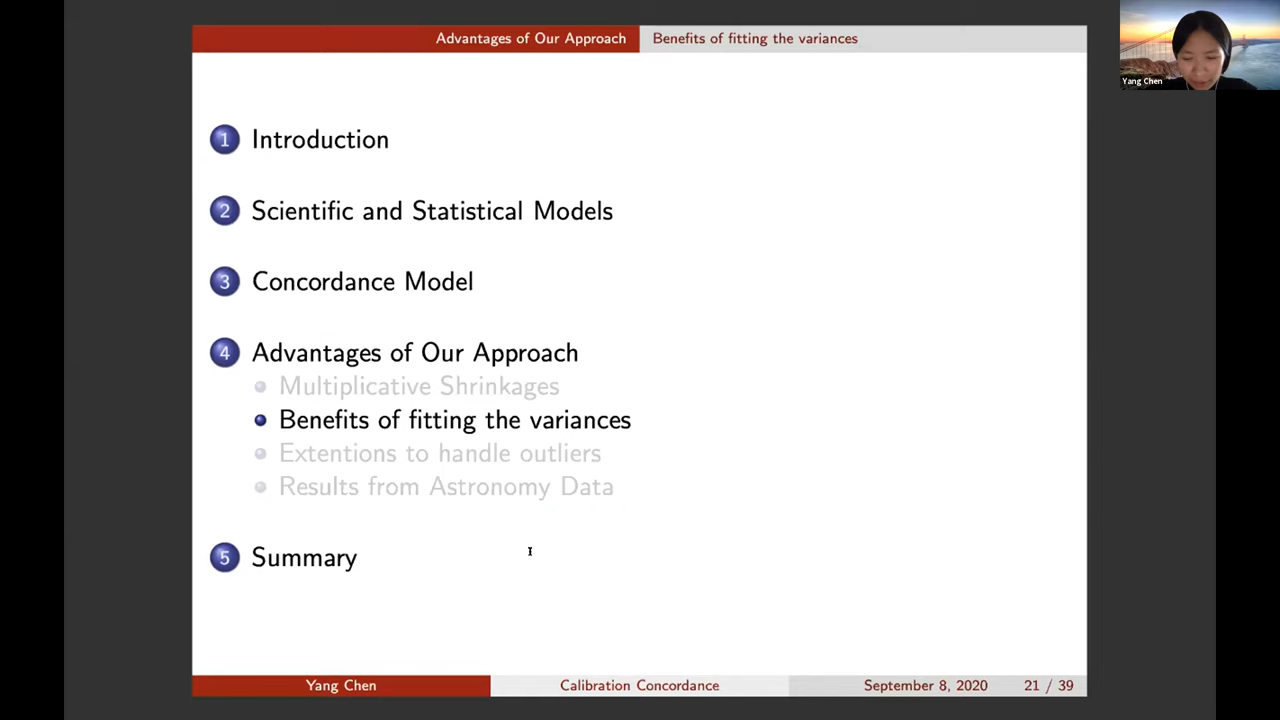 Advantages of Our Approach
Benefits of fitting the variances
Yang Chen
1 Introduction
2 Scientific and Statistical Models
3 Concordance Model
4 Advantages of Our Approach
Multiplicative Shrinkages
Benefits of fitting the variances
Extentions to handle outliers
Results from Astronomy Data
5 Summary
Yang Chen
Calibration Concordance
September 8, 2020
21 / 39